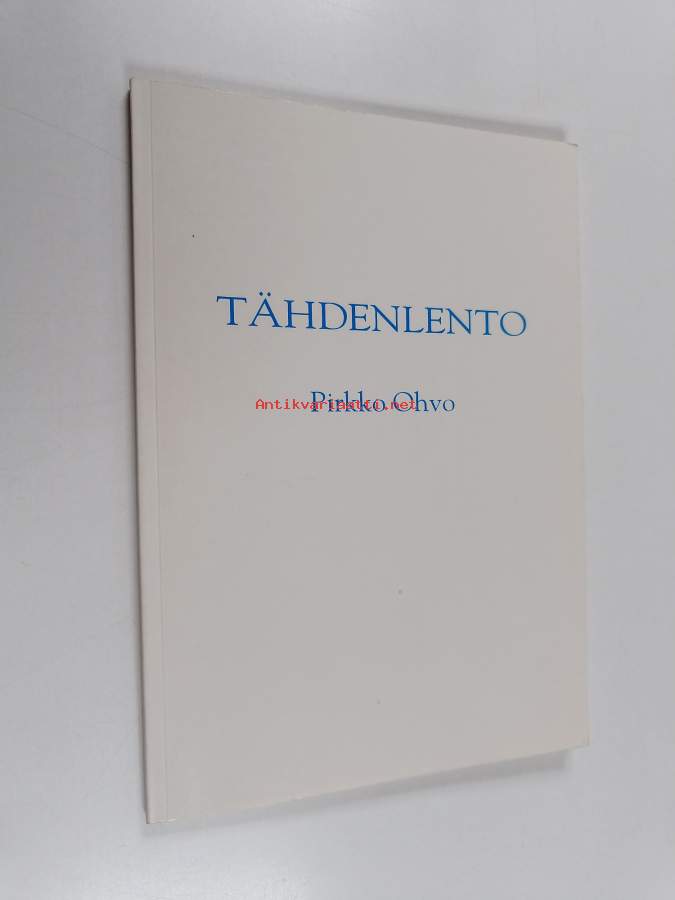 TÄHDENLENTO
Pirkko Ohvo
Antikvariaatti.net